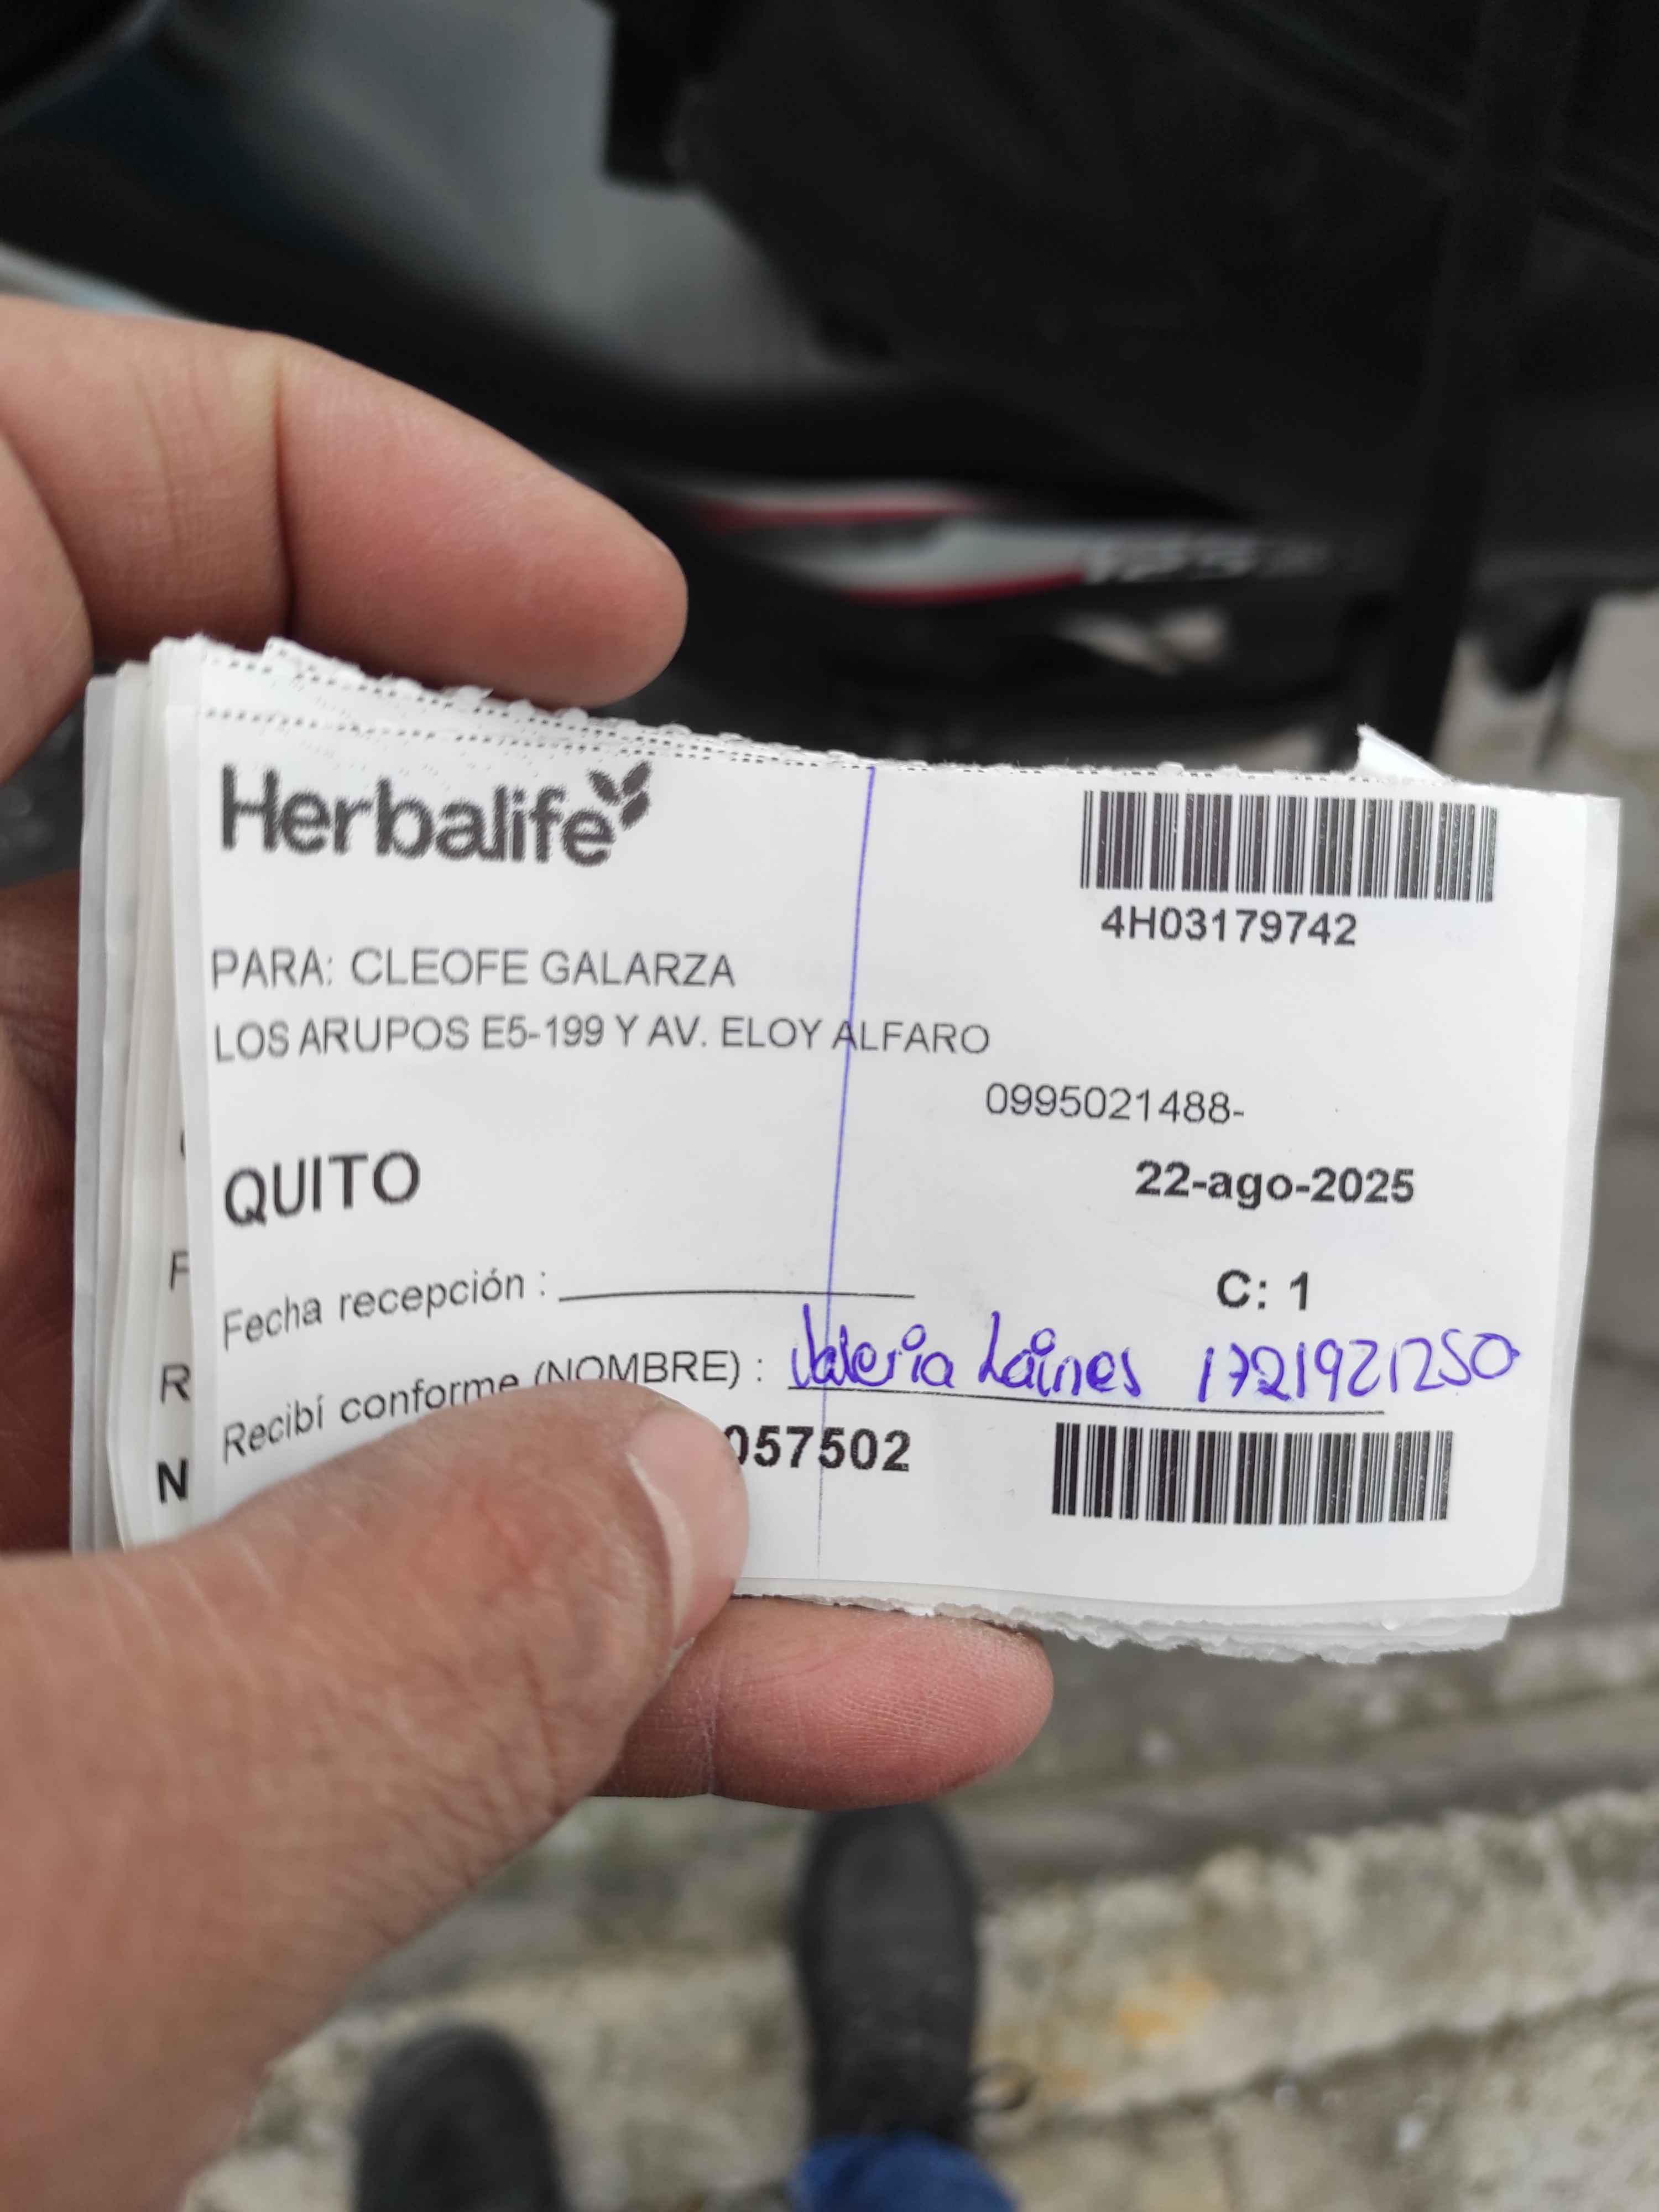 Herbalife
4H03179742
PARA: CLEOFE GALARZA
LOS ARUPOS E5-199 Y AV. ELOY ALFARO
0995021488-
QUITO
22-ago-2025
Fecha recepción :
C: 1
Recibí conforme (NOMBRE) : Valeria Laines 1721921250
057502
F
R
N